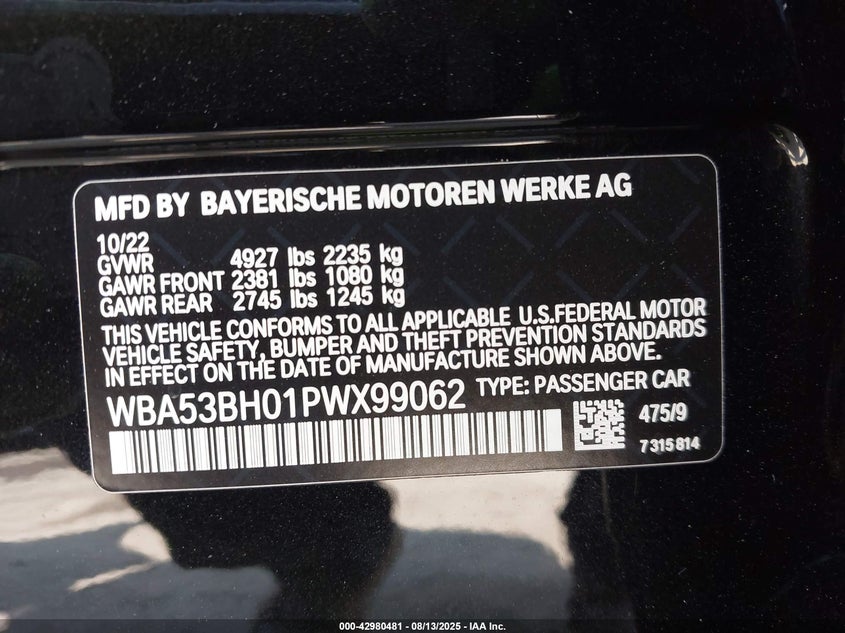 MFD BY BAYERISCHE MOTOREN WERKE AG
10/22
GVWR 4927 lbs 2235 kg
GAWR FRONT 2381 lbs 1080 kg
GAWR REAR 2745 lbs 1245 kg
THIS VEHICLE CONFORMS TO ALL APPLICABLE U.S.FEDERAL MOTOR
VEHICLE SAFETY, BUMPER AND THEFT PREVENTION STANDARDS
IN EFFECT ON THE DATE OF MANUFACTURE SHOWN ABOVE.
WBA53BH01PWX99062 TYPE: PASSENGER CAR
475/9
7315814
000-42980481 - 08/13/2025 - IAA Inc.